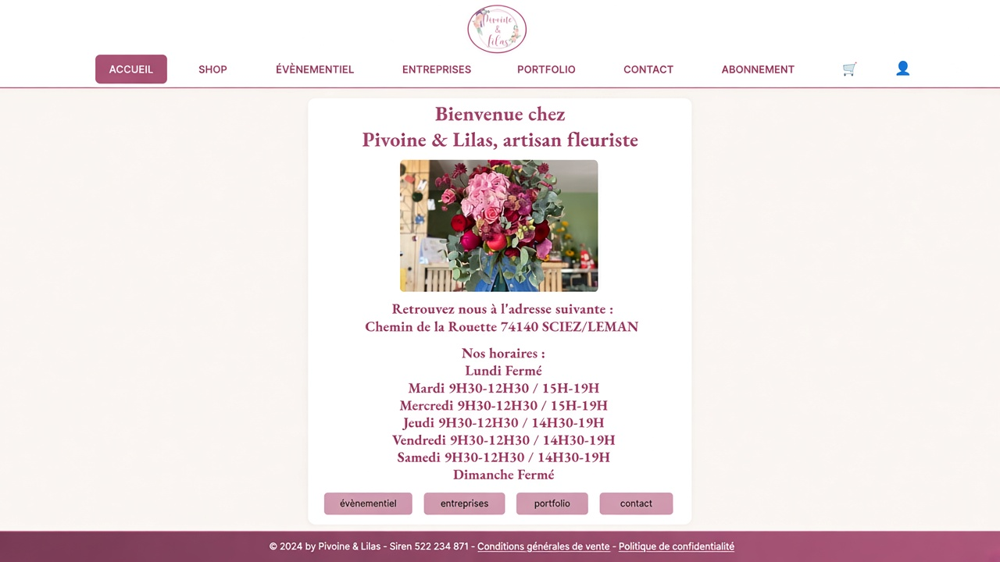 Pivoine
&
Lilas
ACCUEIL SHOP ÉVÈNEMENTIEL ENTREPRISES PORTFOLIO CONTACT ABONNEMENT
Bienvenue chez
Pivoine & Lilas, artisan fleuriste
Retrouvez nous à l'adresse suivante :
Chemin de la Rouette 74140 SCIEZ/LEMAN
Nos horaires :
Lundi Fermé
Mardi 9H30-12H30 / 15H-19H
Mercredi 9H30-12H30 / 15H-19H
Jeudi 9H30-12H30 / 14H30-19H
Vendredi 9H30-12H30 / 14H30-19H
Samedi 9H30-12H30 / 14H30-19H
Dimanche Fermé
évènementiel entreprises portfolio contact
© 2024 by Pivoine & Lilas - Siren 522 234 871 - Conditions générales de vente - Politique de confidentialité